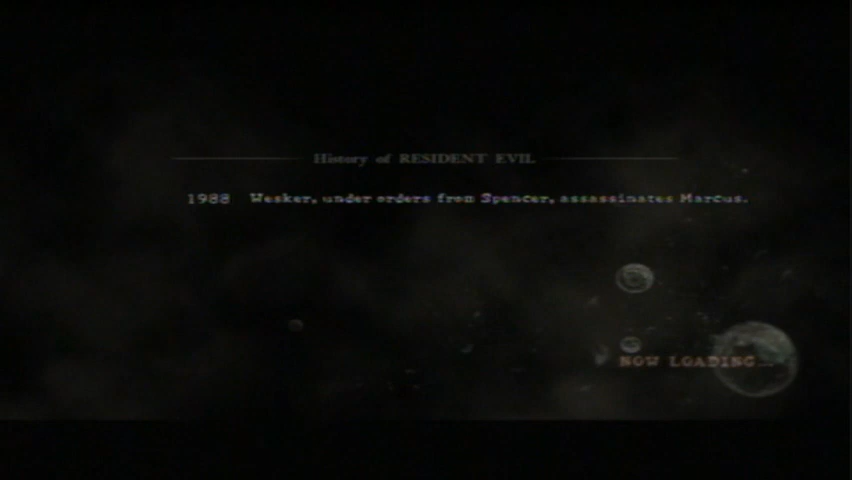 History of RESIDENT EVIL
1988 Wesker, under orders from Spencer, assassinates Marcus.
NOW LOADING...